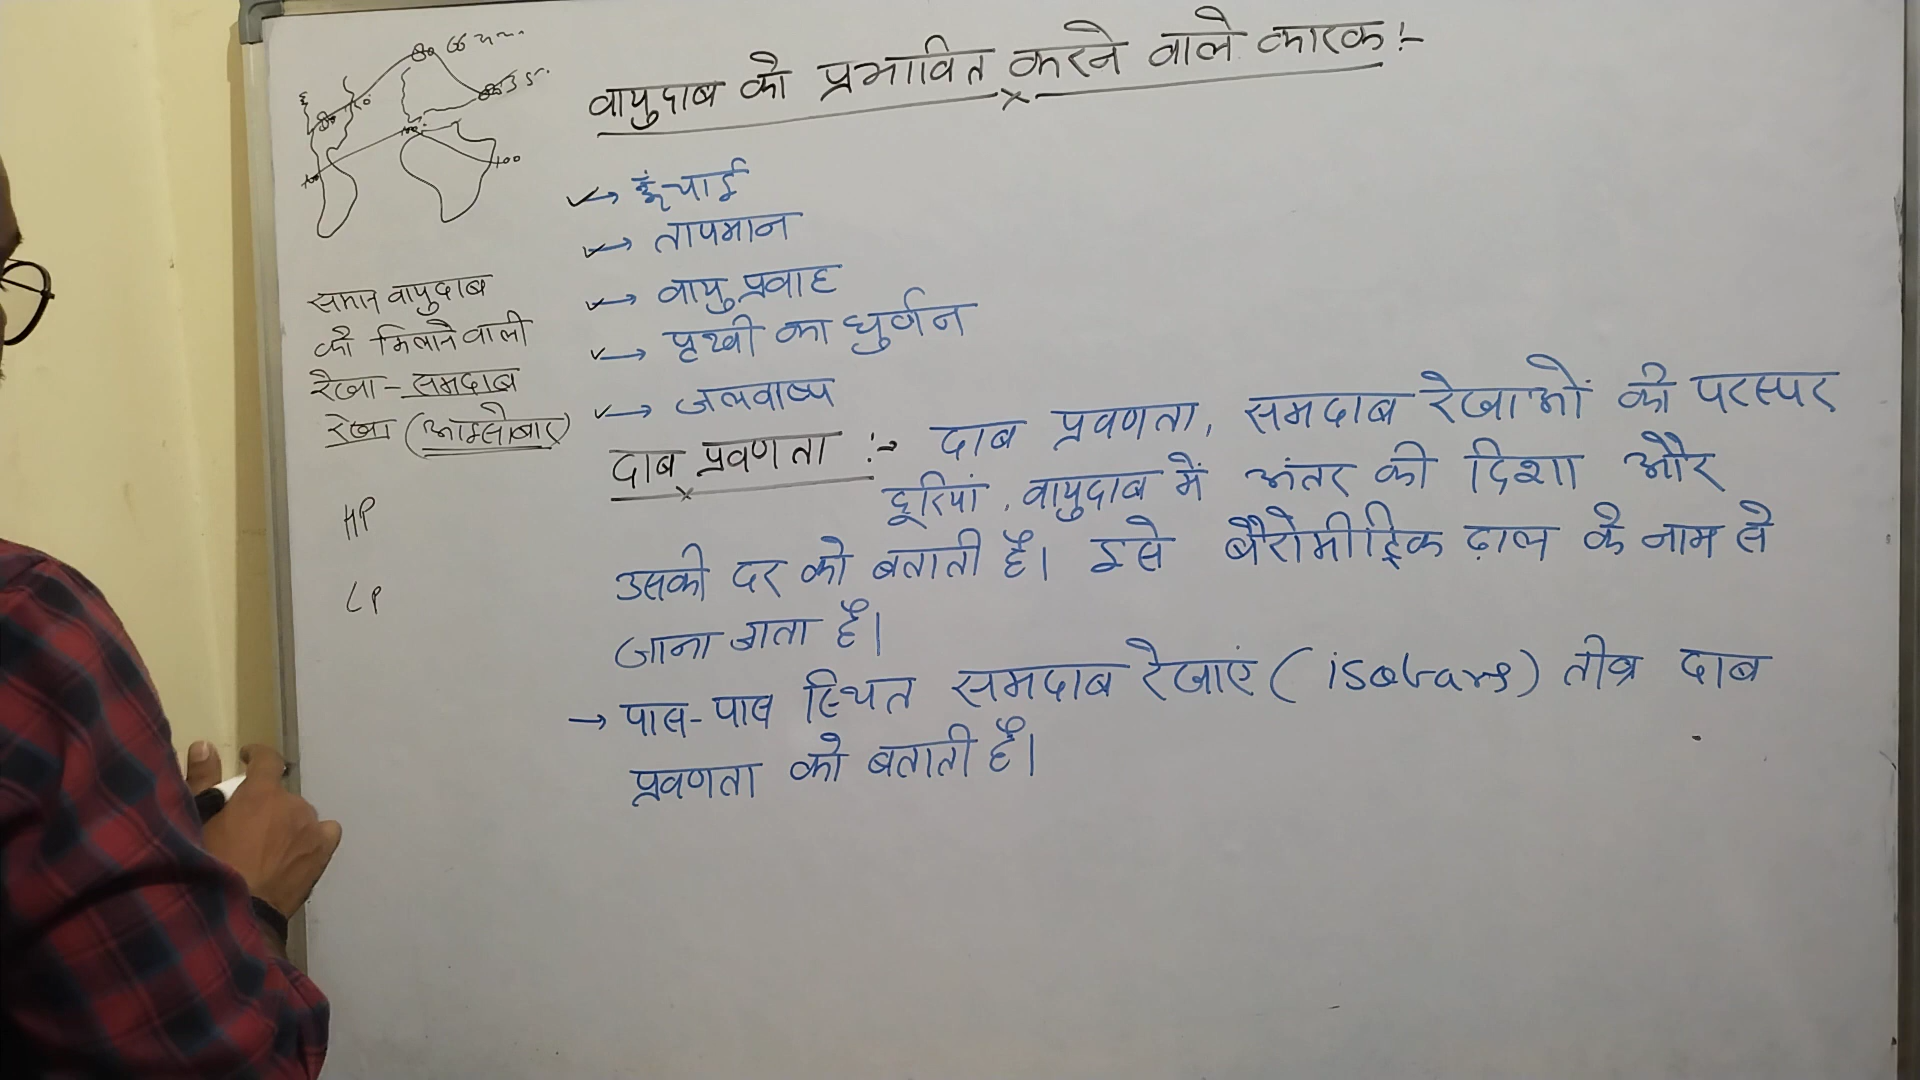 वायुदाब को प्रभावित करने वाले कारक :-
→ ऊंचाई
→ तापमान
→ वायु प्रवाह
→ पृथ्वी का घुर्णन
→ जलवाष्प
दाब प्रवणता :- दाब प्रवणता, समदाब रेखाओं की परस्पर
दूरियां, वायुदाब में अंतर की दिशा और
उसकी दर को बताती है। इसे बैरोमीट्रिक ढ़ाल के नाम से
जाना जाता है।
→ पास-पास स्थित समदाब रेखाएं (isobars) तीव्र दाब
प्रवणता को बताती है।
समान वायुदाब
को मिलाने वाली
रेखा - समदाब
रेखा (आइसोबार)
HP
LP
100